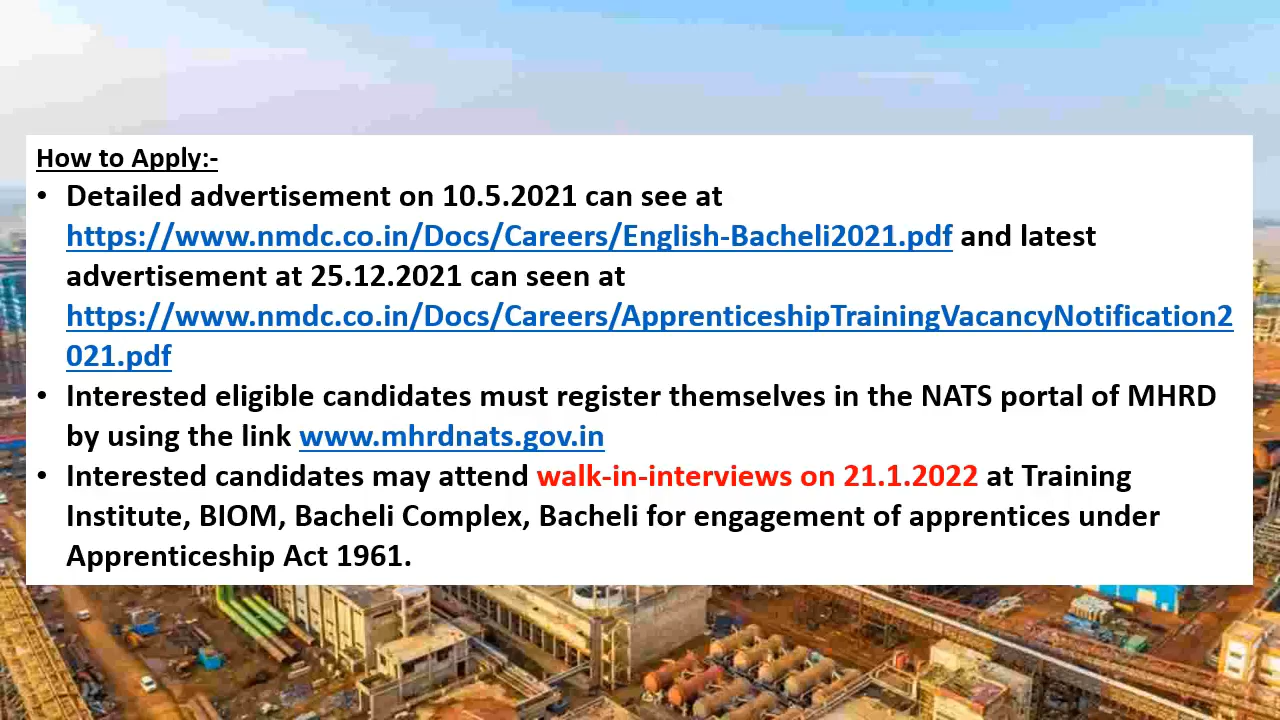 How to Apply:-
• Detailed advertisement on 10.5.2021 can see at
https://www.nmdc.co.in/Docs/Careers/English-Bacheli2021.pdf and latest
advertisement at 25.12.2021 can seen at
https://www.nmdc.co.in/Docs/Careers/ApprenticeshipTrainingVacancyNotification2
021.pdf
• Interested eligible candidates must register themselves in the NATS portal of MHRD
by using the link www.mhrdnats.gov.in
• Interested candidates may attend walk-in-interviews on 21.1.2022 at Training
Institute, BIOM, Bacheli Complex, Bacheli for engagement of apprentices under
Apprenticeship Act 1961.